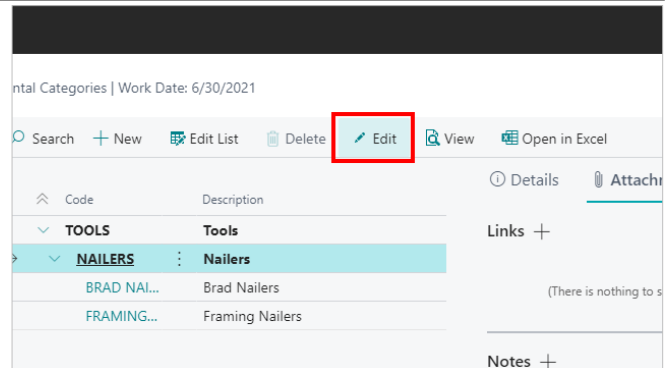 ntal Categories | Work Date: 6/30/2021
Search + New Edit List Delete Edit View Open in Excel
Details Attachr
Code Description
TOOLS Tools
NAILERS Nailers
BRAD NAI... Brad Nailers
FRAMING... Framing Nailers
Links +
(There is nothing to s
Notes +